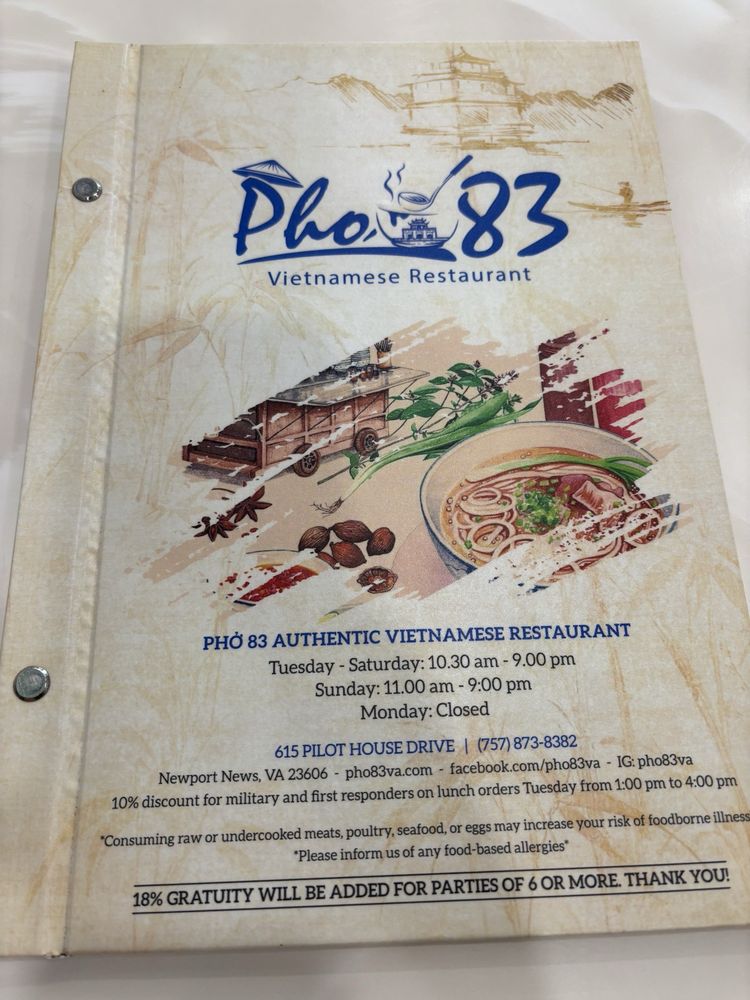 Pho 83
Vietnamese Restaurant
PHỞ 83 AUTHENTIC VIETNAMESE RESTAURANT
Tuesday - Saturday: 10.30 am - 9.00 pm
Sunday: 11.00 am - 9:00 pm
Monday: Closed
615 PILOT HOUSE DRIVE | (757) 873-8382
Newport News, VA 23606 - pho83va.com - facebook.com/pho83va - IG: pho83va
10% discount for military and first responders on lunch orders Tuesday from 1:00 pm to 4:00 pm
*Consuming raw or undercooked meats, poultry, seafood, or eggs may increase your risk of foodborne illness
*Please inform us of any food-based allergies*
18% GRATUITY WILL BE ADDED FOR PARTIES OF 6 OR MORE. THANK YOU!